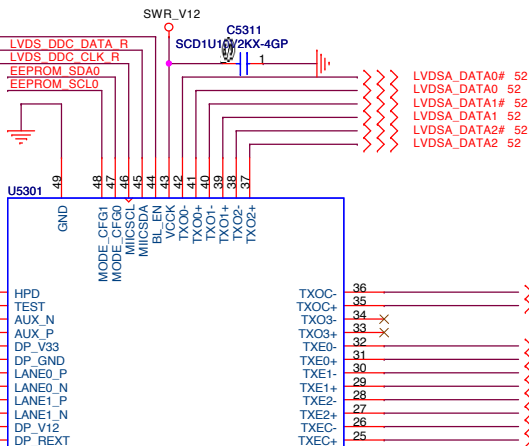 SWR_V12
C5311
SCD1U10V2KX-4GP
1
LVDS_DDC_DATA_R
LVDS_DDC_CLK_R
EEPROM_SDA0
EEPROM_SCL0
LVDSA_DATA0# 52
LVDSA_DATA0 52
LVDSA_DATA1# 52
LVDSA_DATA1 52
LVDSA_DATA2# 52
LVDSA_DATA2 52
U5301
49 GND
48 MODE_CFG1
47 MODE_CFG0
46 MIICSCL
45 MIICSDA
44 BL_EN
43 VCCK
42 TXO0-
41 TXO0+
40 TXO1-
39 TXO1+
38 TXO2-
37 TXO2+
HPD
TEST
AUX_N
AUX_P
DP_V33
DP_GND
LANE0_P
LANE0_N
LANE1_P
LANE1_N
DP_V12
DP_REXT
TXOC- 36
TXOC+ 35
TXO3- 34
TXO3+ 33
TXE0- 32
TXE0+ 31
TXE1- 30
TXE1+ 29
TXE2- 28
TXE2+ 27
TXEC- 26
TXEC+ 25